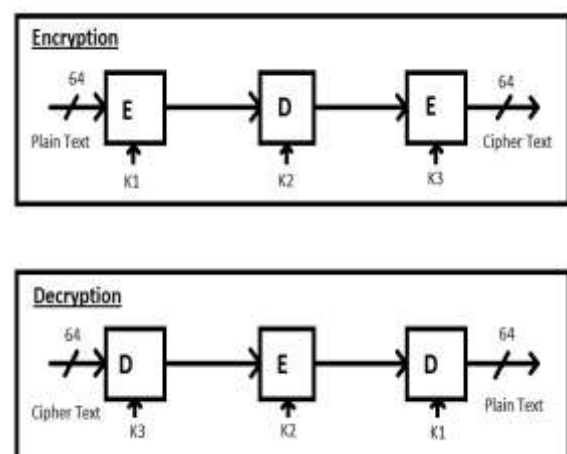 Encryption
64 64
E D E
Plain Text Cipher Text
K1 K2 K3
Decryption
64 64
D E D
Cipher Text Plain Text
K3 K2 K1